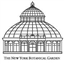 THE NEW YORK BOTANICAL GARDEN